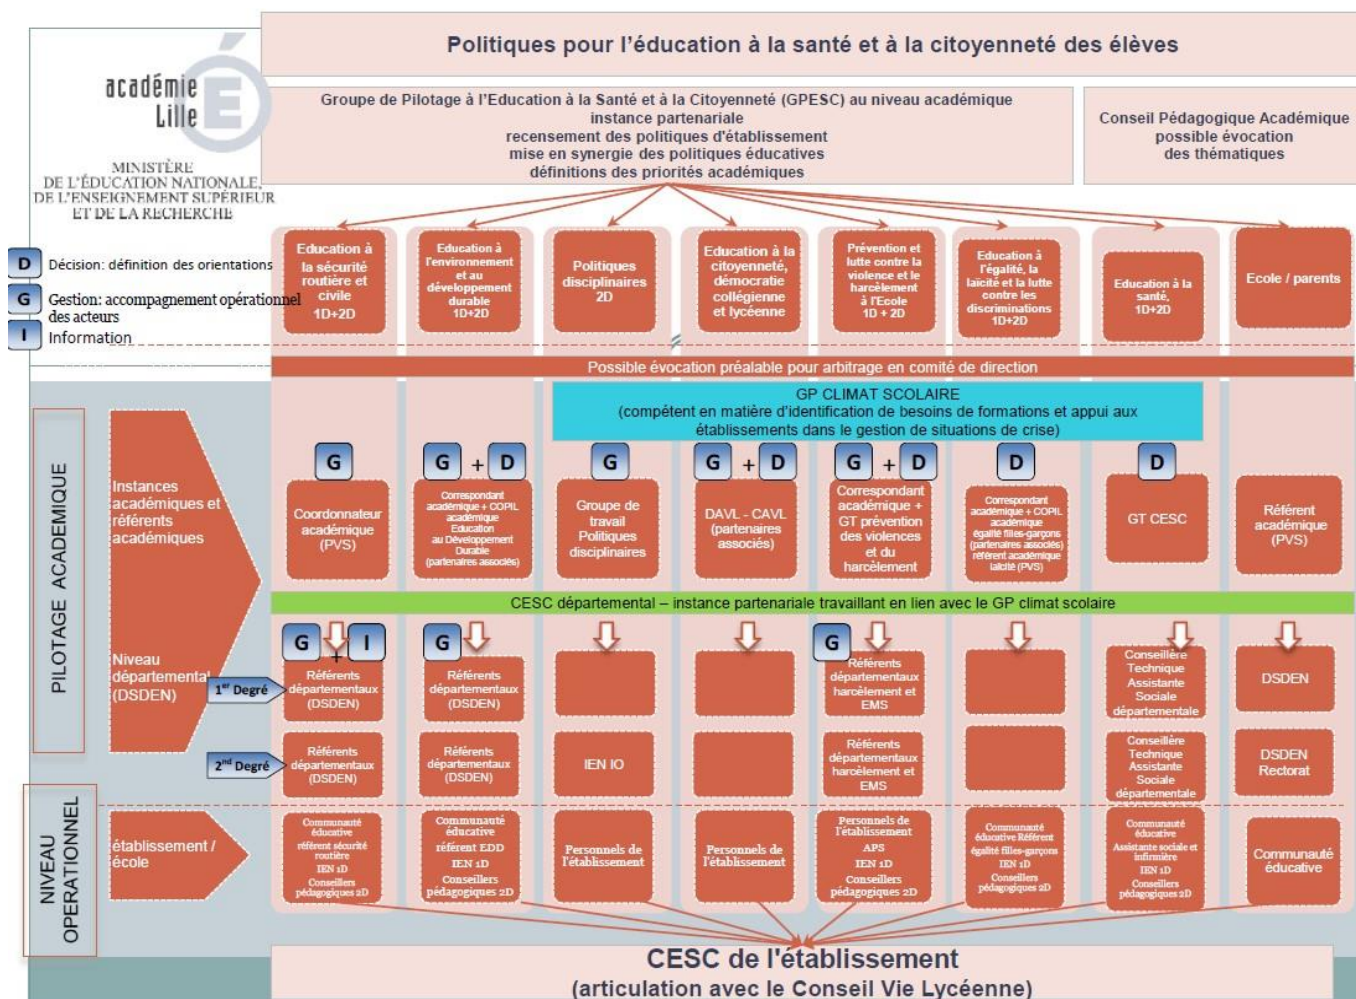 Politiques pour l'éducation à la santé et à la citoyenneté des élèves
académie
Lille
MINISTÈRE
DE L'ÉDUCATION NATIONALE,
DE L'ENSEIGNEMENT SUPÉRIEUR
ET DE LA RECHERCHE
Groupe de Pilotage à l'Education à la Santé et à la Citoyenneté (GPESC) au niveau académique
instance partenariale
recensement des politiques d'établissement
mise en synergie des politiques éducatives
définitions des priorités académiques
Conseil Pédagogique Académique
possible évocation
des thématiques
D Décision: définition des orientations
G Gestion: accompagnement opérationnel
des acteurs
I Information
Education à
la sécurité
routière et
civile
1D+2D
Education à
l'environnement
et au
développement
durable
1D+2D
Politiques
disciplinaires
2D
Education à la
citoyenneté,
démocratie
collégienne
et lycéenne
Prévention et
lutte contre la
violence et le
harcèlement
à l'Ecole
1D + 2D
Education à
l'égalité, la
laïcité et la lutte
contre les
discriminations
1D+2D
Education à la
santé,
1D+2D
Ecole / parents
Possible évocation préalable pour arbitrage en comité de direction
GP CLIMAT SCOLAIRE
(compétent en matière d'identification de besoins de formations et appui aux
établissements dans le gestion de situations de crise)
PILOTAGE ACADEMIQUE
Instances
académiques et
référents
académiques
G
G + D
G
G + D
G + D
D
D
Coordonnateur
académique
(PVS)
Correspondant
académique + COPIL
académique
Education
au Développement
Durable
(partenaires associés)
Groupe de
travail
Politiques
disciplinaires
DAVL - CAVL
(partenaires
associés)
Correspondant
académique +
GT prévention
des violences
et du
harcèlement
Correspondant
académique + COPIL
académique
égalité filles-garçons
(partenaires associés)
référent académique
laïcité (PVS)
GT CESC
Référent
académique
(PVS)
CESC départemental – instance partenariale travaillant en lien avec le GP climat scolaire
Niveau
départemental
(DSDEN)
G + I
G
G
1er Degré
Référents
départementaux
(DSDEN)
Référents
départementaux
(DSDEN)
Référents
départementaux
harcèlement et
EMS
Conseillère
Technique
Assistante
Sociale
départementale
DSDEN
2nd Degré
Référents
départementaux
(DSDEN)
Référents
départementaux
(DSDEN)
IEN IO
Référents
départementaux
harcèlement et
EMS
Conseillère
Technique
Assistante
Sociale
départementale
DSDEN
Rectorat
NIVEAU
OPERATIONNEL
établissement /
école
Communauté
éducative
référent sécurité
routière
IEN 1D
Conseillers
pédagogiques 2D
Communauté
éducative
référent EDD
IEN 1D
Conseillers
pédagogiques 2D
Personnels de
l'établissement
Personnels de
l'établissement
Personnels de
l'établissement
APS
IEN 1D
Conseillers
pédagogiques 2D
Communauté
éducative Référent
égalité filles-garçons
IEN 1D
Conseillers
pédagogiques 2D
Communauté
éducative
Assistante sociale et
infirmière
IEN 1D
Conseillers
pédagogiques 2D
Communauté
éducative
CESC de l'établissement
(articulation avec le Conseil Vie Lycéenne)